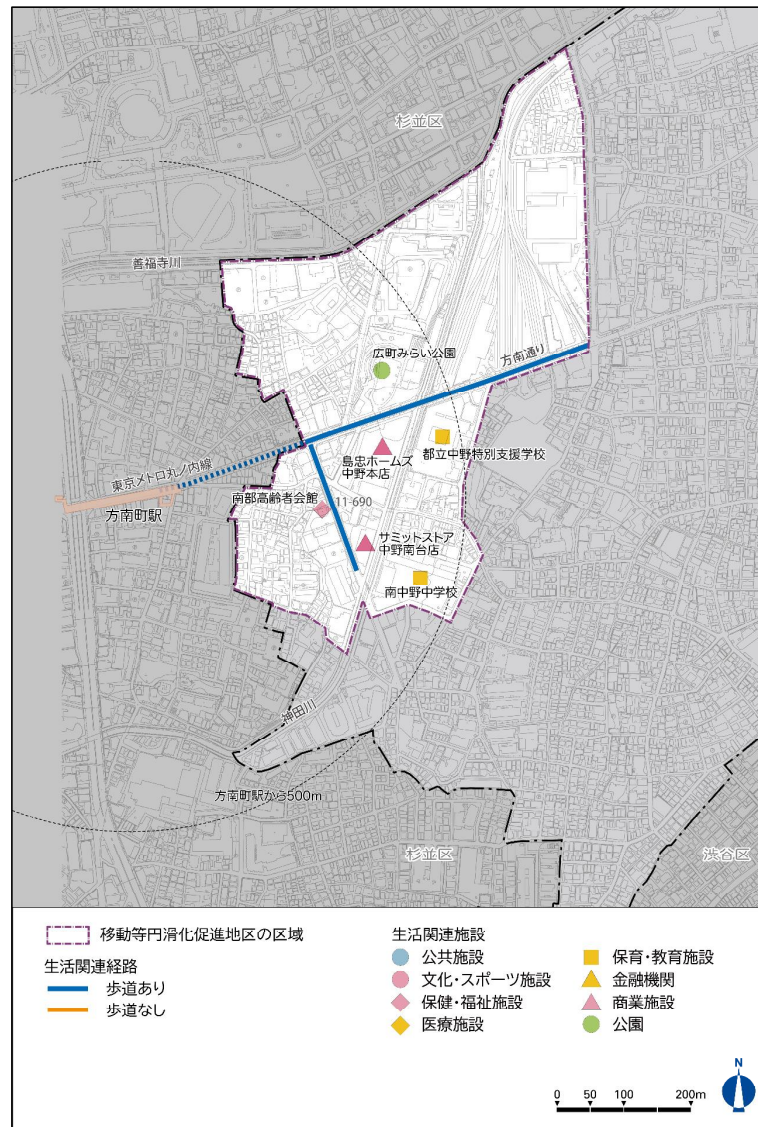 杉並区
善福寺川
広町みらい公園
方南通り
島忠ホームズ
中野本店
都立中野特別支援学校
東京メトロ丸ノ内線
方南町駅
南部高齢者会館
11-690
サミットストア
中野南台店
南中野中学校
神田川
方南町駅から500m
杉並区
渋谷区
移動等円滑化促進地区の区域
生活関連経路
歩道あり
歩道なし
生活関連施設
公共施設
文化・スポーツ施設
保健・福祉施設
医療施設
保育・教育施設
金融機関
商業施設
公園
0 50 100 200m
N